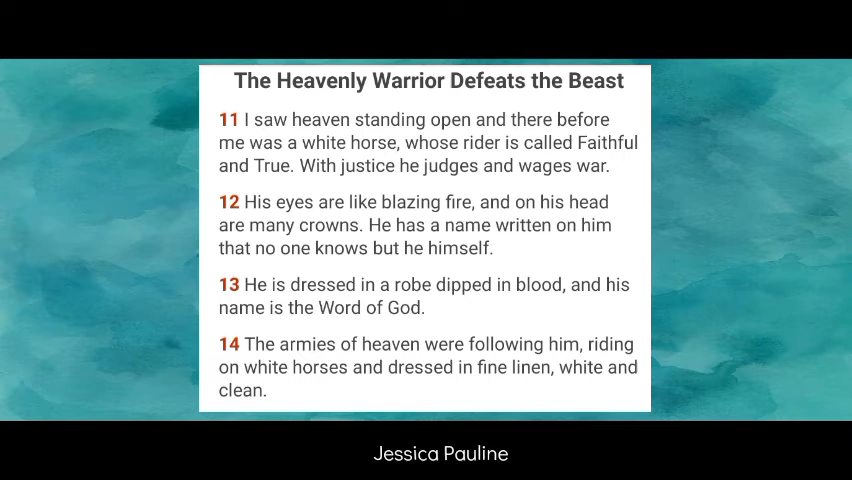 The Heavenly Warrior Defeats the Beast
11 I saw heaven standing open and there before
me was a white horse, whose rider is called Faithful
and True. With justice he judges and wages war.
12 His eyes are like blazing fire, and on his head
are many crowns. He has a name written on him
that no one knows but he himself.
13 He is dressed in a robe dipped in blood, and his
name is the Word of God.
14 The armies of heaven were following him, riding
on white horses and dressed in fine linen, white and
clean.
Jessica Pauline